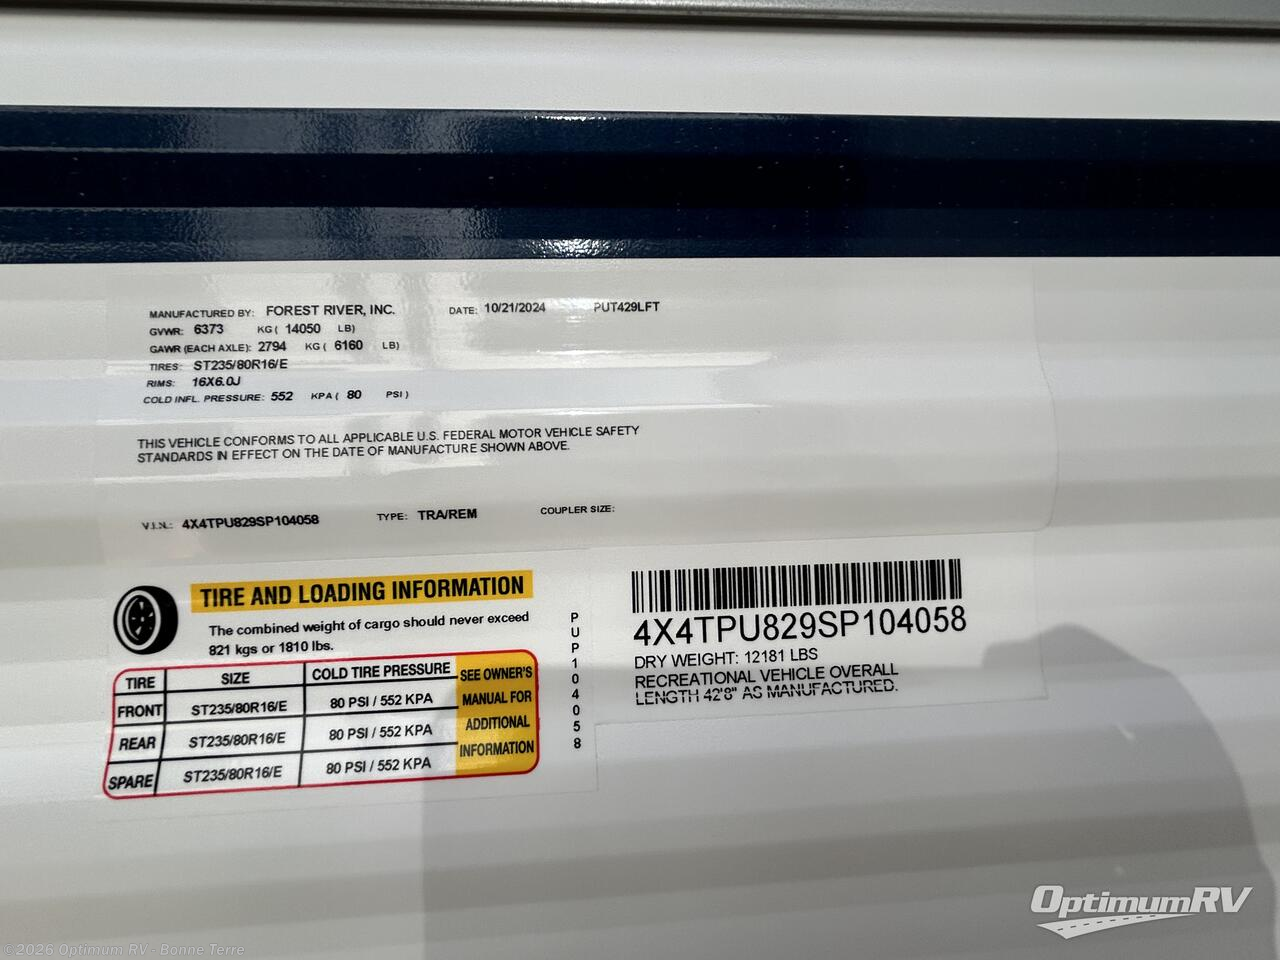 MANUFACTURED BY: FOREST RIVER, INC. DATE: 10/21/2024 PUT429LFT
GVWR: 6373 KG ( 14050 LB)
GAWR (EACH AXLE): 2794 KG ( 6160 LB)
TIRES: ST235/80R16/E
RIMS: 16X6.0J
COLD INFL. PRESSURE: 552 KPA ( 80 PSI )
THIS VEHICLE CONFORMS TO ALL APPLICABLE U.S. FEDERAL MOTOR VEHICLE SAFETY
STANDARDS IN EFFECT ON THE DATE OF MANUFACTURE SHOWN ABOVE.
V.I.N.: 4X4TPU829SP104058 TYPE: TRA/REM COUPLER SIZE:
TIRE AND LOADING INFORMATION
The combined weight of cargo should never exceed
821 kgs or 1810 lbs.
TIRE SIZE COLD TIRE PRESSURE
FRONT ST235/80R16/E 80 PSI / 552 KPA
REAR ST235/80R16/E 80 PSI / 552 KPA
SPARE ST235/80R16/E 80 PSI / 552 KPA
SEE OWNER'S
MANUAL FOR
ADDITIONAL
INFORMATION
PUP104058
4X4TPU829SP104058
DRY WEIGHT: 12181 LBS
RECREATIONAL VEHICLE OVERALL
LENGTH 42'8" AS MANUFACTURED.
OptimumRV
©2026 Optimum RV - Bonne Terre